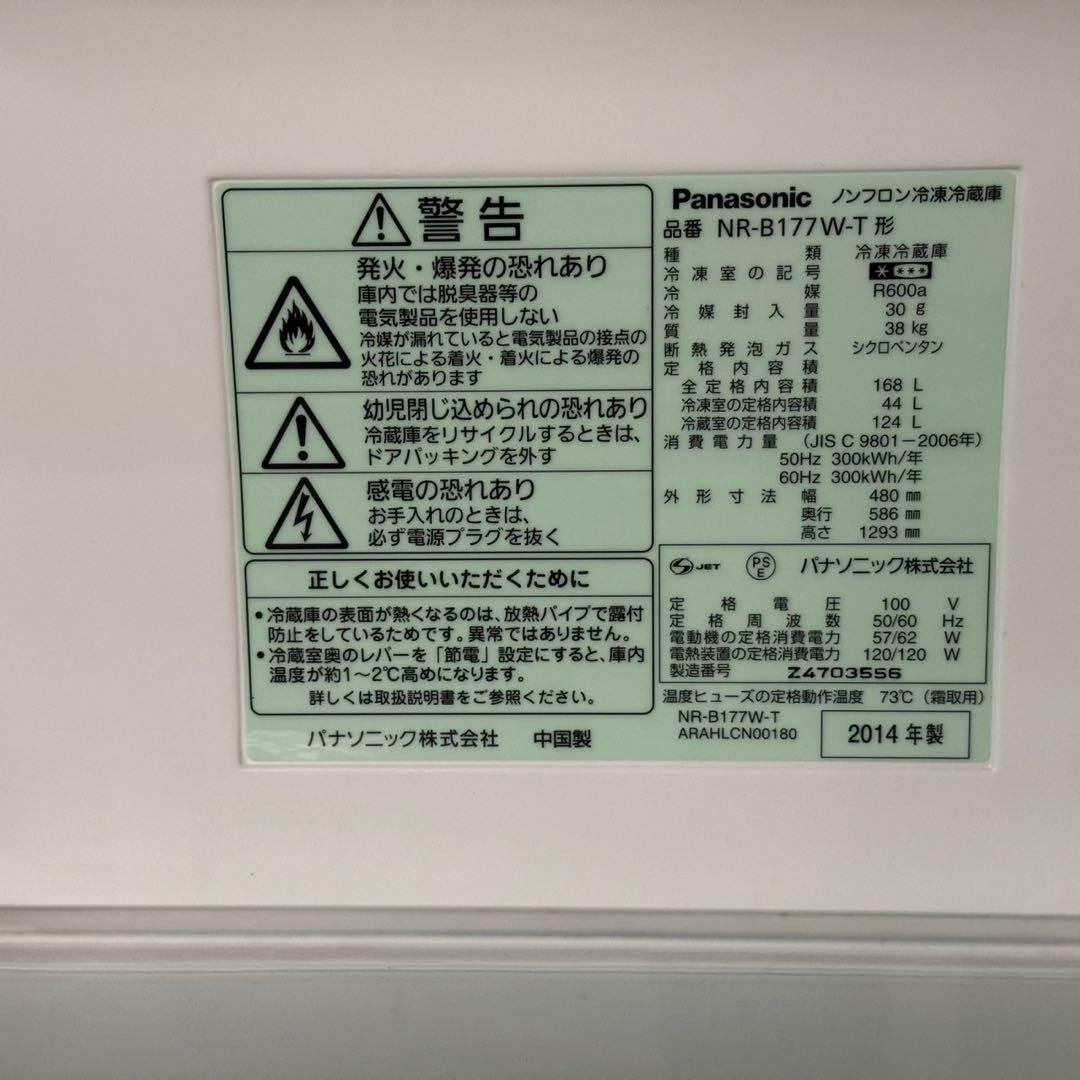 警告
発火・爆発の恐れあり
庫内では脱臭器等の
電気製品を使用しない
冷媒が漏れていると電気製品の接点の
火花による着火・着火による爆発の
恐れがあります
幼児閉じ込められの恐れあり
冷蔵庫をリサイクルするときは、
ドアパッキングを外す
感電の恐れあり
お手入れのときは、
必ず電源プラグを抜く
正しくお使いいただくために
・冷蔵庫の表面が熱くなるのは、放熱パイプで露付
防止をしているためです。異常ではありません。
・冷蔵室奥のレバーを「節電」設定にすると、庫内
温度が約1〜2℃高めになります。
詳しくは取扱説明書をご参照ください。
パナソニック株式会社 中国製
Panasonic ノンフロン冷凍冷蔵庫
品番 NR-B177W-T形
種類 冷凍冷蔵庫
冷凍室の記号 * ***
冷媒 R600a
冷媒封入量 30 g
質量 38 kg
断熱発泡ガス シクロペンタン
定格内容積
全定格内容積 168 L
冷凍室の定格内容積 44 L
冷蔵室の定格内容積 124 L
消費電力量 (JIS C 9801-2006年)
50Hz 300kWh/年
60Hz 300kWh/年
外形寸法 幅 480 mm
奥行 586 mm
高さ 1293 mm
S JET PSE パナソニック株式会社
定格電圧 100 V
定格周波数 50/60 Hz
電動機の定格消費電力 57/62 W
電熱装置の定格消費電力 120/120 W
製造番号 Z4703556
温度ヒューズの定格動作温度 73℃(霜取用)
NR-B177W-T
ARAHLCN00180
2014年製